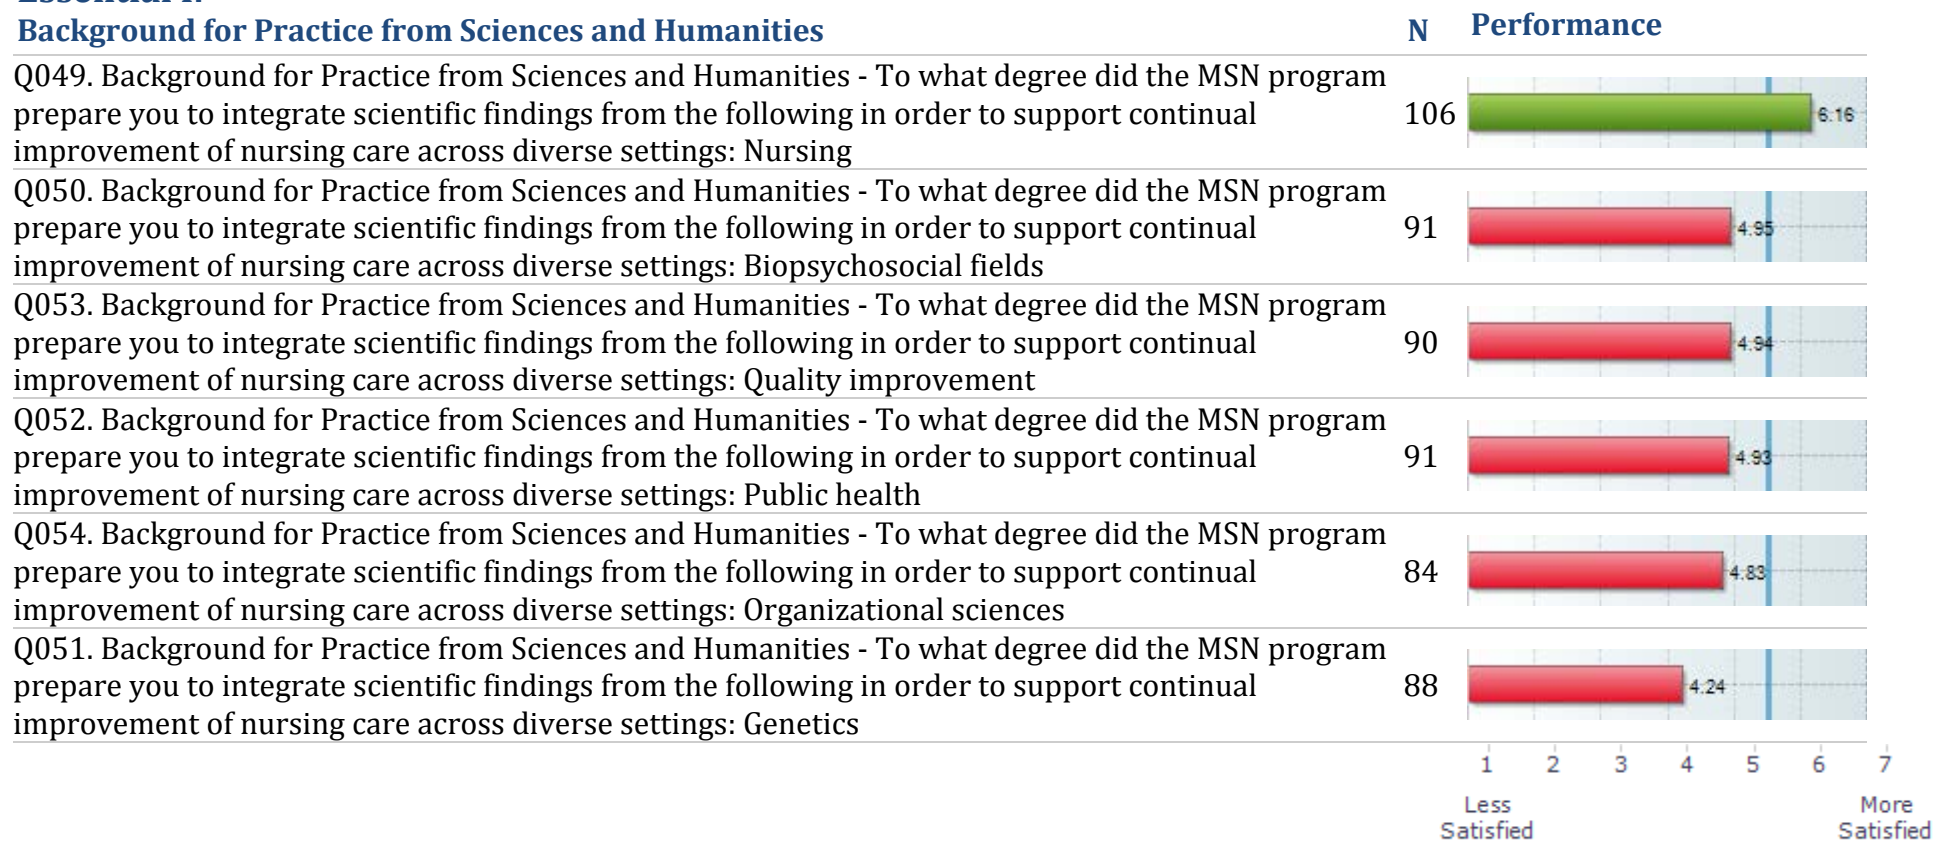 Background for Practice from Sciences and Humanities N Performance
Q049. Background for Practice from Sciences and Humanities - To what degree did the MSN program
prepare you to integrate scientific findings from the following in order to support continual
improvement of nursing care across diverse settings: Nursing
106
6.16
Q050. Background for Practice from Sciences and Humanities - To what degree did the MSN program
prepare you to integrate scientific findings from the following in order to support continual
improvement of nursing care across diverse settings: Biopsychosocial fields
91
4.95
Q053. Background for Practice from Sciences and Humanities - To what degree did the MSN program
prepare you to integrate scientific findings from the following in order to support continual
improvement of nursing care across diverse settings: Quality improvement
90
4.94
Q052. Background for Practice from Sciences and Humanities - To what degree did the MSN program
prepare you to integrate scientific findings from the following in order to support continual
improvement of nursing care across diverse settings: Public health
91
4.93
Q054. Background for Practice from Sciences and Humanities - To what degree did the MSN program
prepare you to integrate scientific findings from the following in order to support continual
improvement of nursing care across diverse settings: Organizational sciences
84
4.83
Q051. Background for Practice from Sciences and Humanities - To what degree did the MSN program
prepare you to integrate scientific findings from the following in order to support continual
improvement of nursing care across diverse settings: Genetics
88
4.24
1 2 3 4 5 6 7
Less More
Satisfied Satisfied